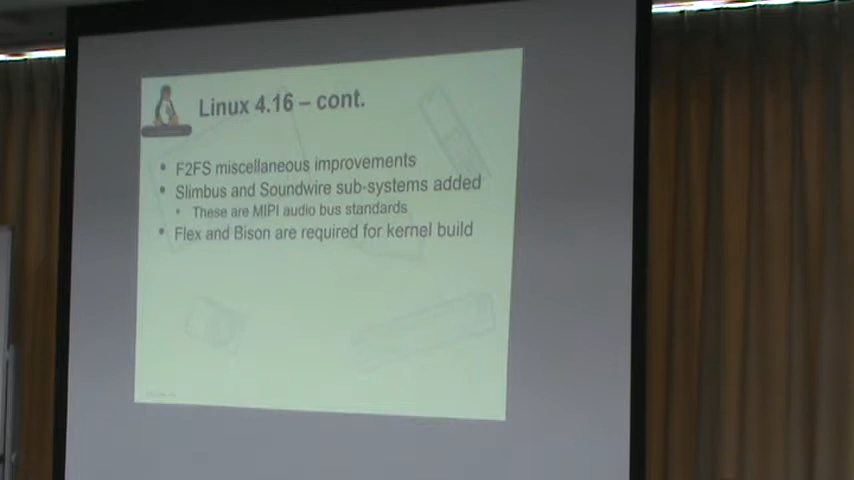 Linux 4.16 – cont.
• F2FS miscellaneous improvements
• Slimbus and Soundwire sub-systems added
• These are MIPI audio bus standards
• Flex and Bison are required for kernel build